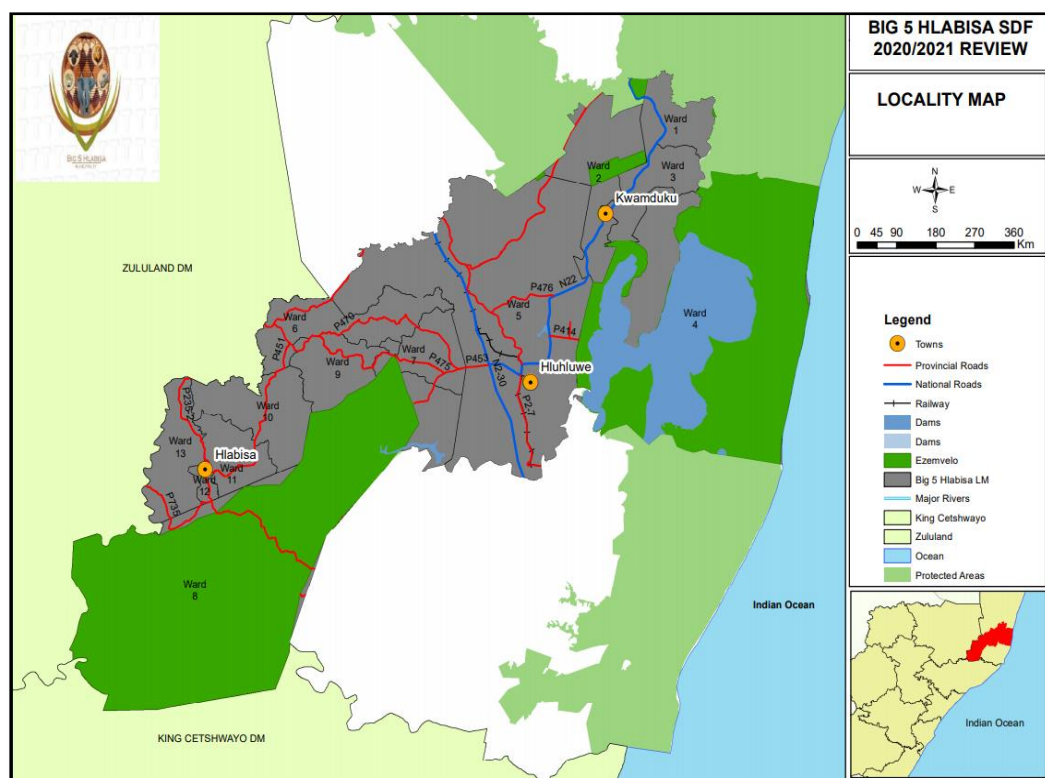 BIG 5 HLABISA SDF
2020/2021 REVIEW
LOCALITY MAP
N
W E
S
0 45 90 180 270 360
Km
Legend
Towns
Provincial Roads
National Roads
Railway
Dams
Dams
Ezemvelo
Big 5 Hlabisa LM
Major Rivers
King Cetshwayo
Zululand
Ocean
Protected Areas
Indian Ocean
BIG 5 HLABISA
Ward
1
Ward
2
Ward
3
Kwamduku
ZULULAND DM
P476
N22
Ward
4
Ward
5
P414
Ward
6
P470
P451
Ward
7
P475
P453
N2-30
Hluhluwe
P2-7
Ward
9
Ward
10
P235-2
Ward
13
Hlabisa
Ward
11
Ward
12
P735
Ward
8
Indian Ocean
KING CETSHWAYO DM